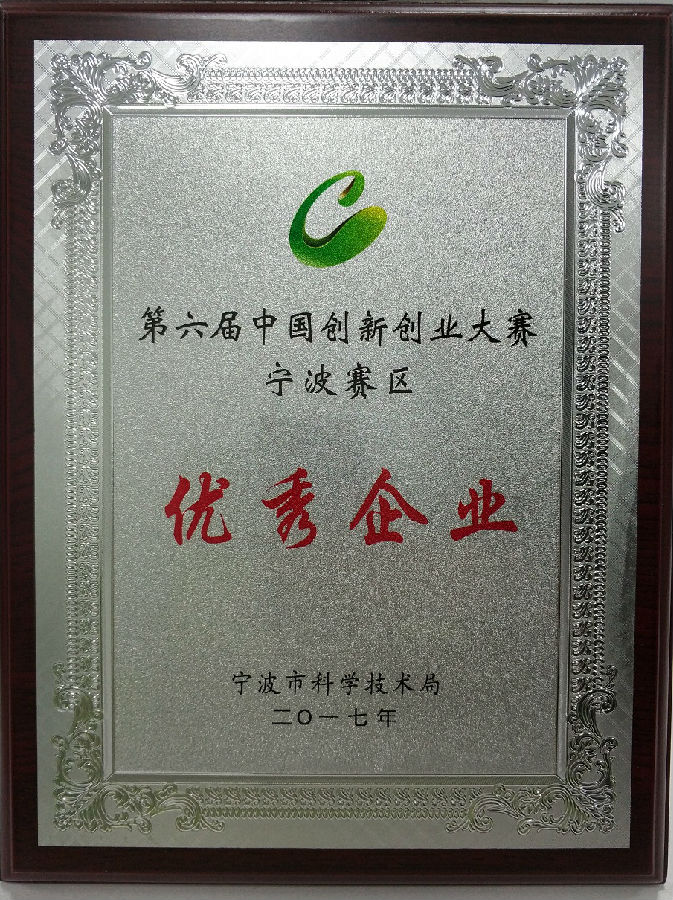 第六届中国创新创业大赛
宁波赛区
优秀企业
宁波市科学技术局
二〇一七年